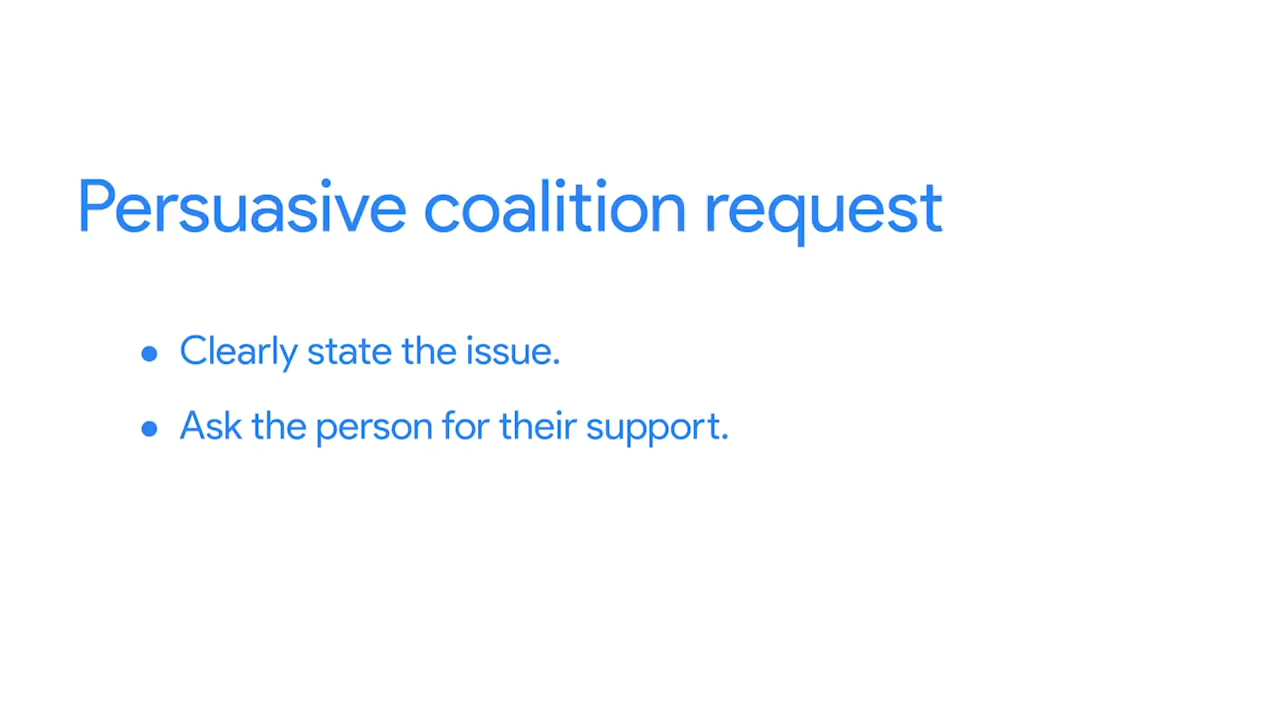 Persuasive coalition request
● Clearly state the issue.
● Ask the person for their support.